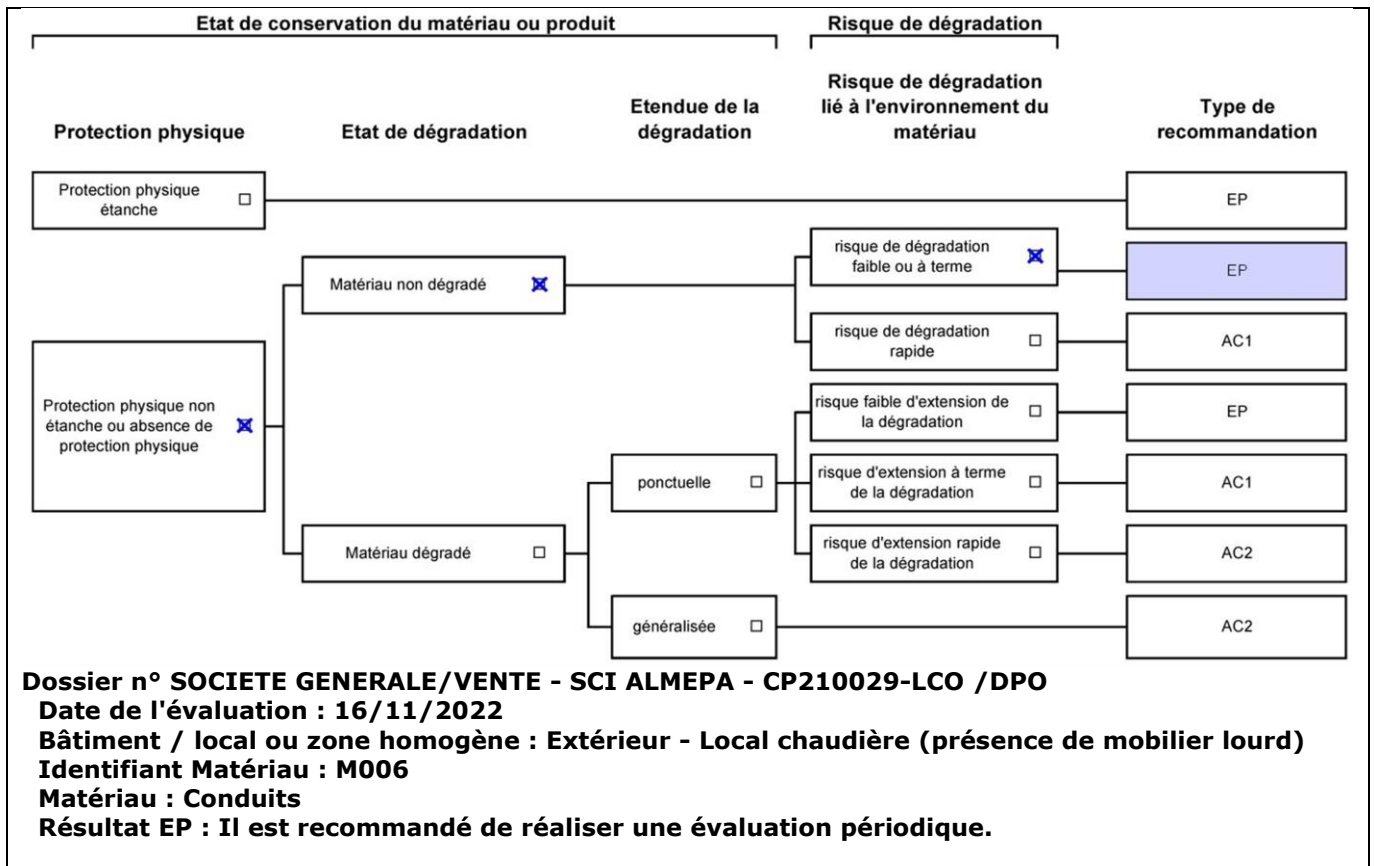 Etat de conservation du matériau ou produit
Risque de dégradation
Protection physique
Etat de dégradation
Etendue de la
dégradation
Risque de dégradation
lié à l'environnement du
matériau
Type de
recommandation
Protection physique
étanche
EP
risque de dégradation
faible ou à terme
EP
Matériau non dégradé
risque de dégradation
rapide
AC1
Protection physique non
étanche ou absence de
protection physique
risque faible d'extension de
la dégradation
EP
ponctuelle
risque d'extension à terme
de la dégradation
AC1
Matériau dégradé
risque d'extension rapide
de la dégradation
AC2
généralisée
AC2
Dossier n° SOCIETE GENERALE/VENTE - SCI ALMEPA - CP210029-LCO /DPO
Date de l'évaluation : 16/11/2022
Bâtiment / local ou zone homogène : Extérieur - Local chaudière (présence de mobilier lourd)
Identifiant Matériau : M006
Matériau : Conduits
Résultat EP : Il est recommandé de réaliser une évaluation périodique.